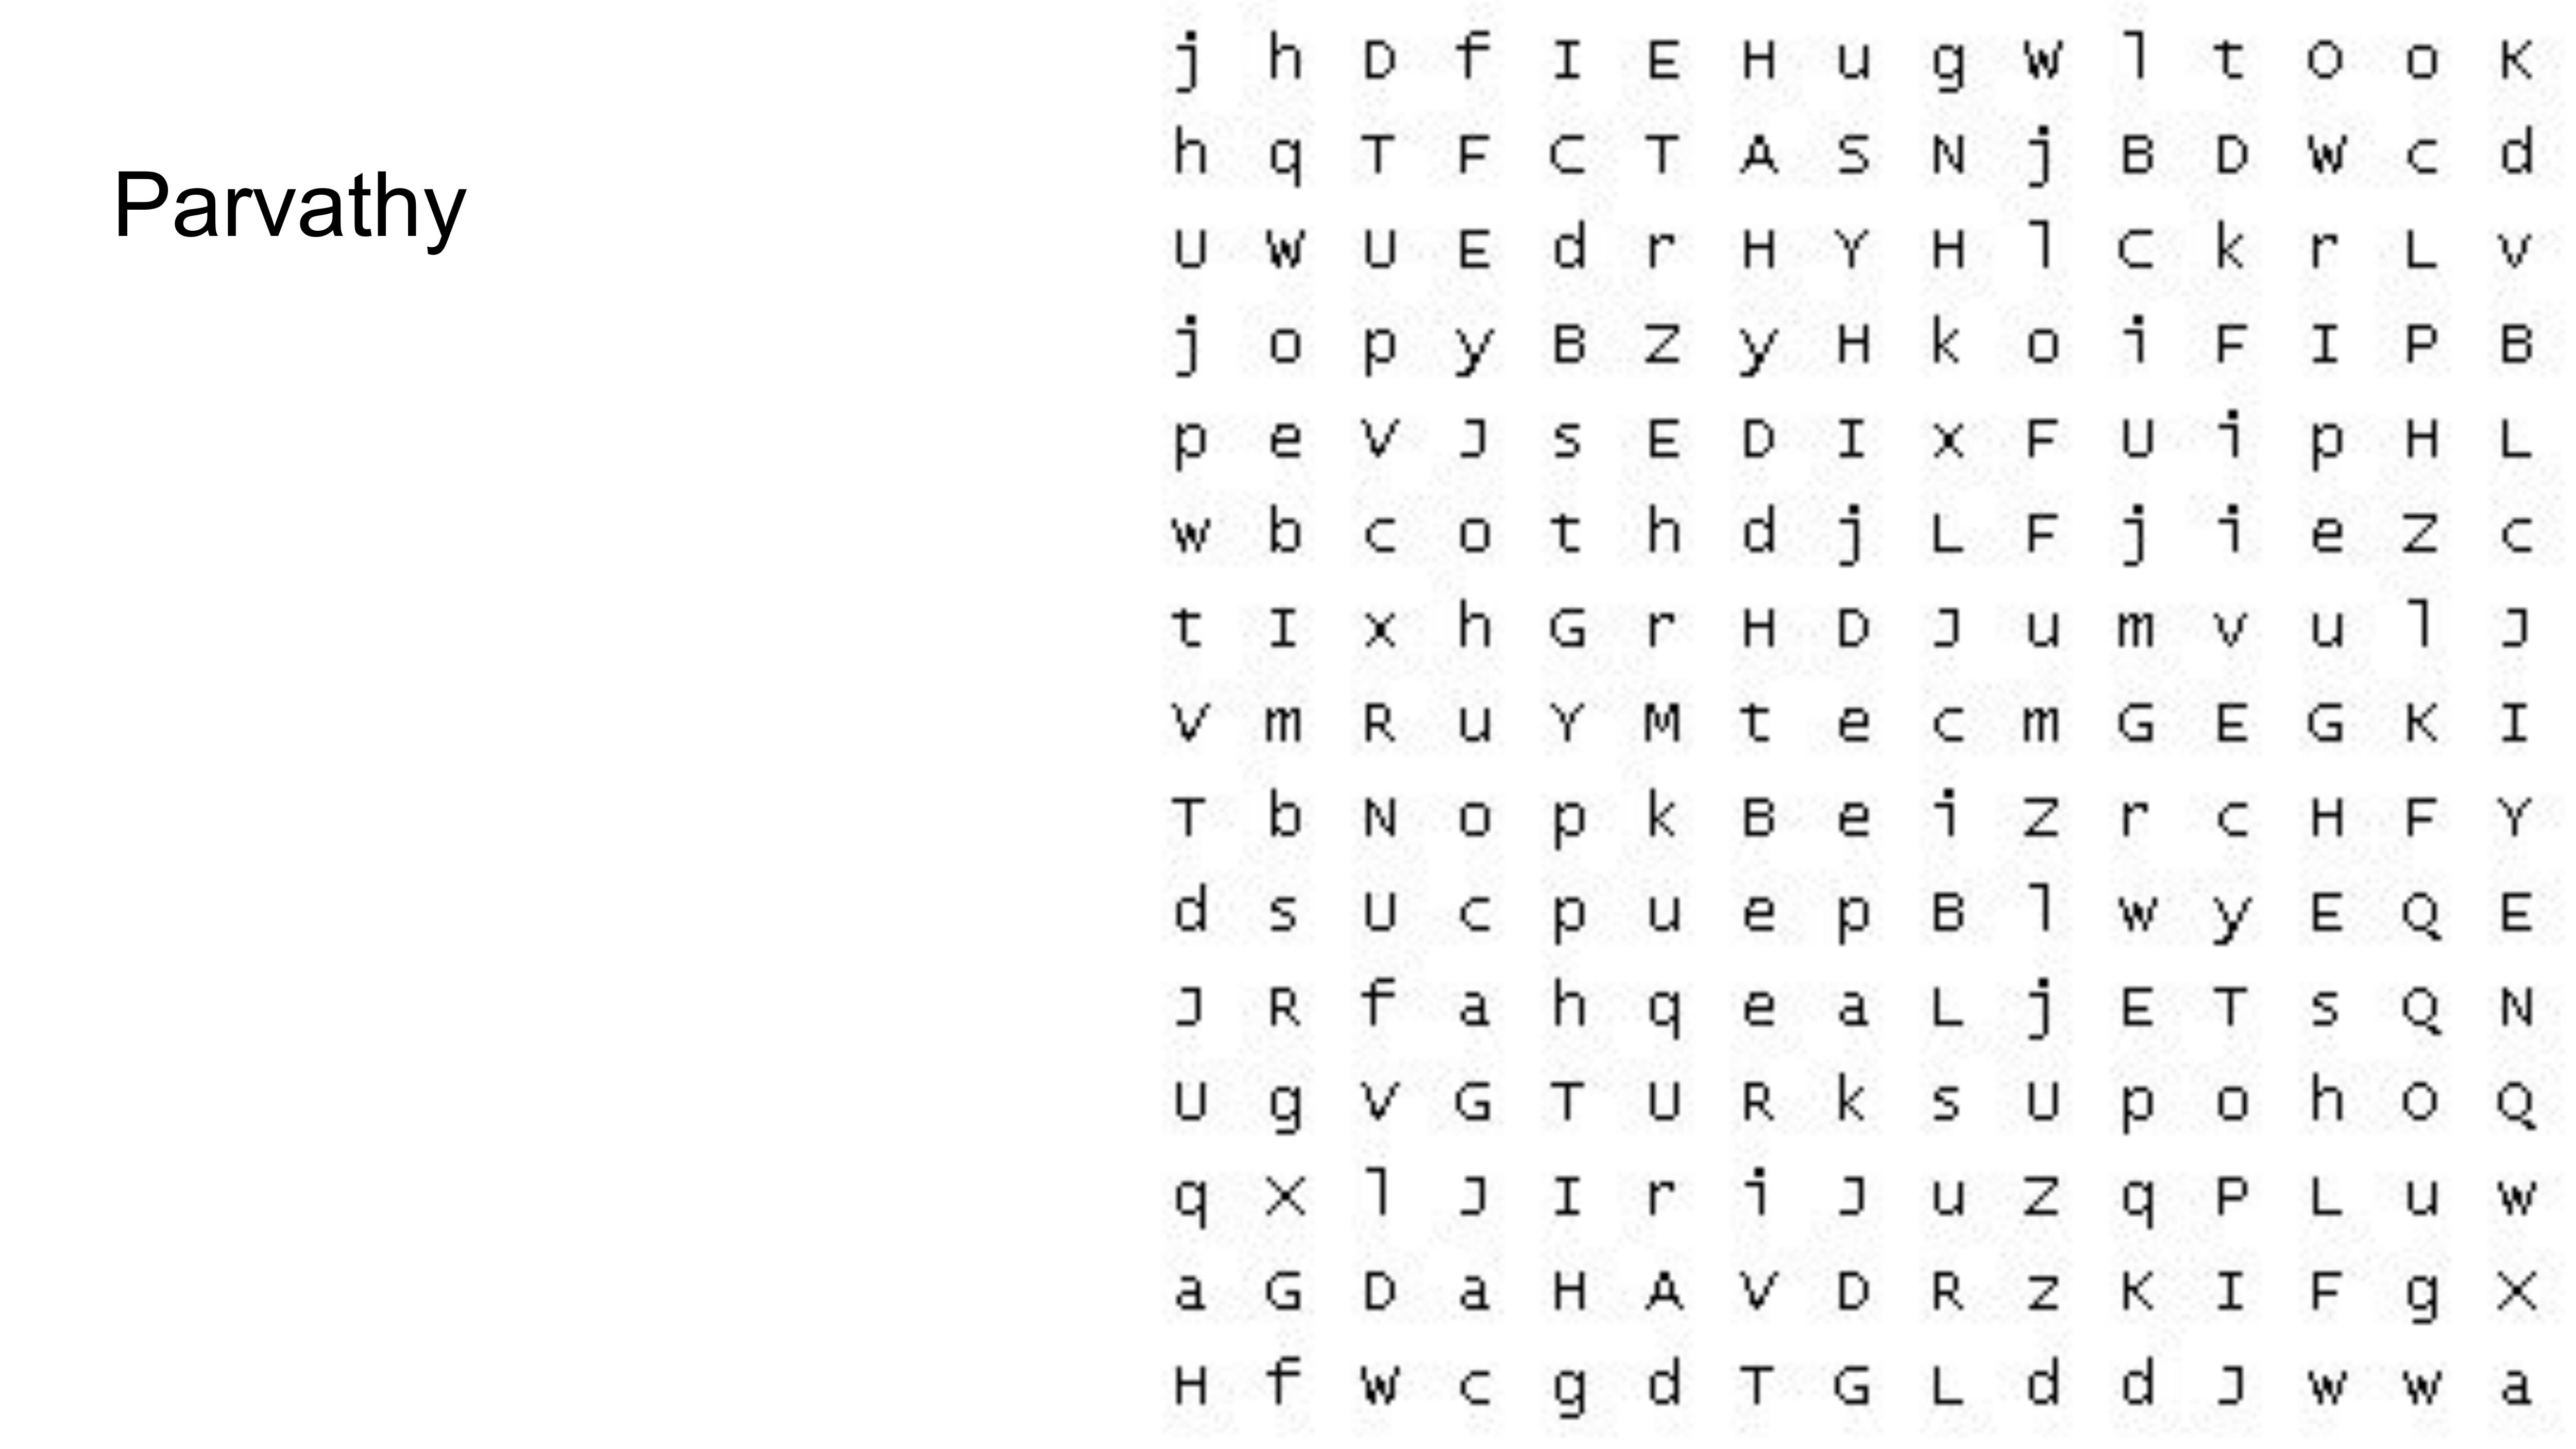 Parvathy
j h D f I E H u g W l t O o K
h q T F C T A S N j B D W c d
U W U E d r H Y H l C k r L v
j o p y B Z y H k o i F I P B
p e V J s E D I x F U i p H L
w b c o t h d j L F j i e Z c
t I x h G r H D J u m v u l J
V m R u Y M t e c m G E G K I
T b N o p k B e i Z r c H F Y
d s U c p u e p B l w y E Q E
J R f a h q e a L j E T s Q N
U g V G T U R k s U p o h O Q
q X l J I r i J u Z q P L u w
a G D a H A V D R z K I F g X
H f W c g d T G L d d J w w a